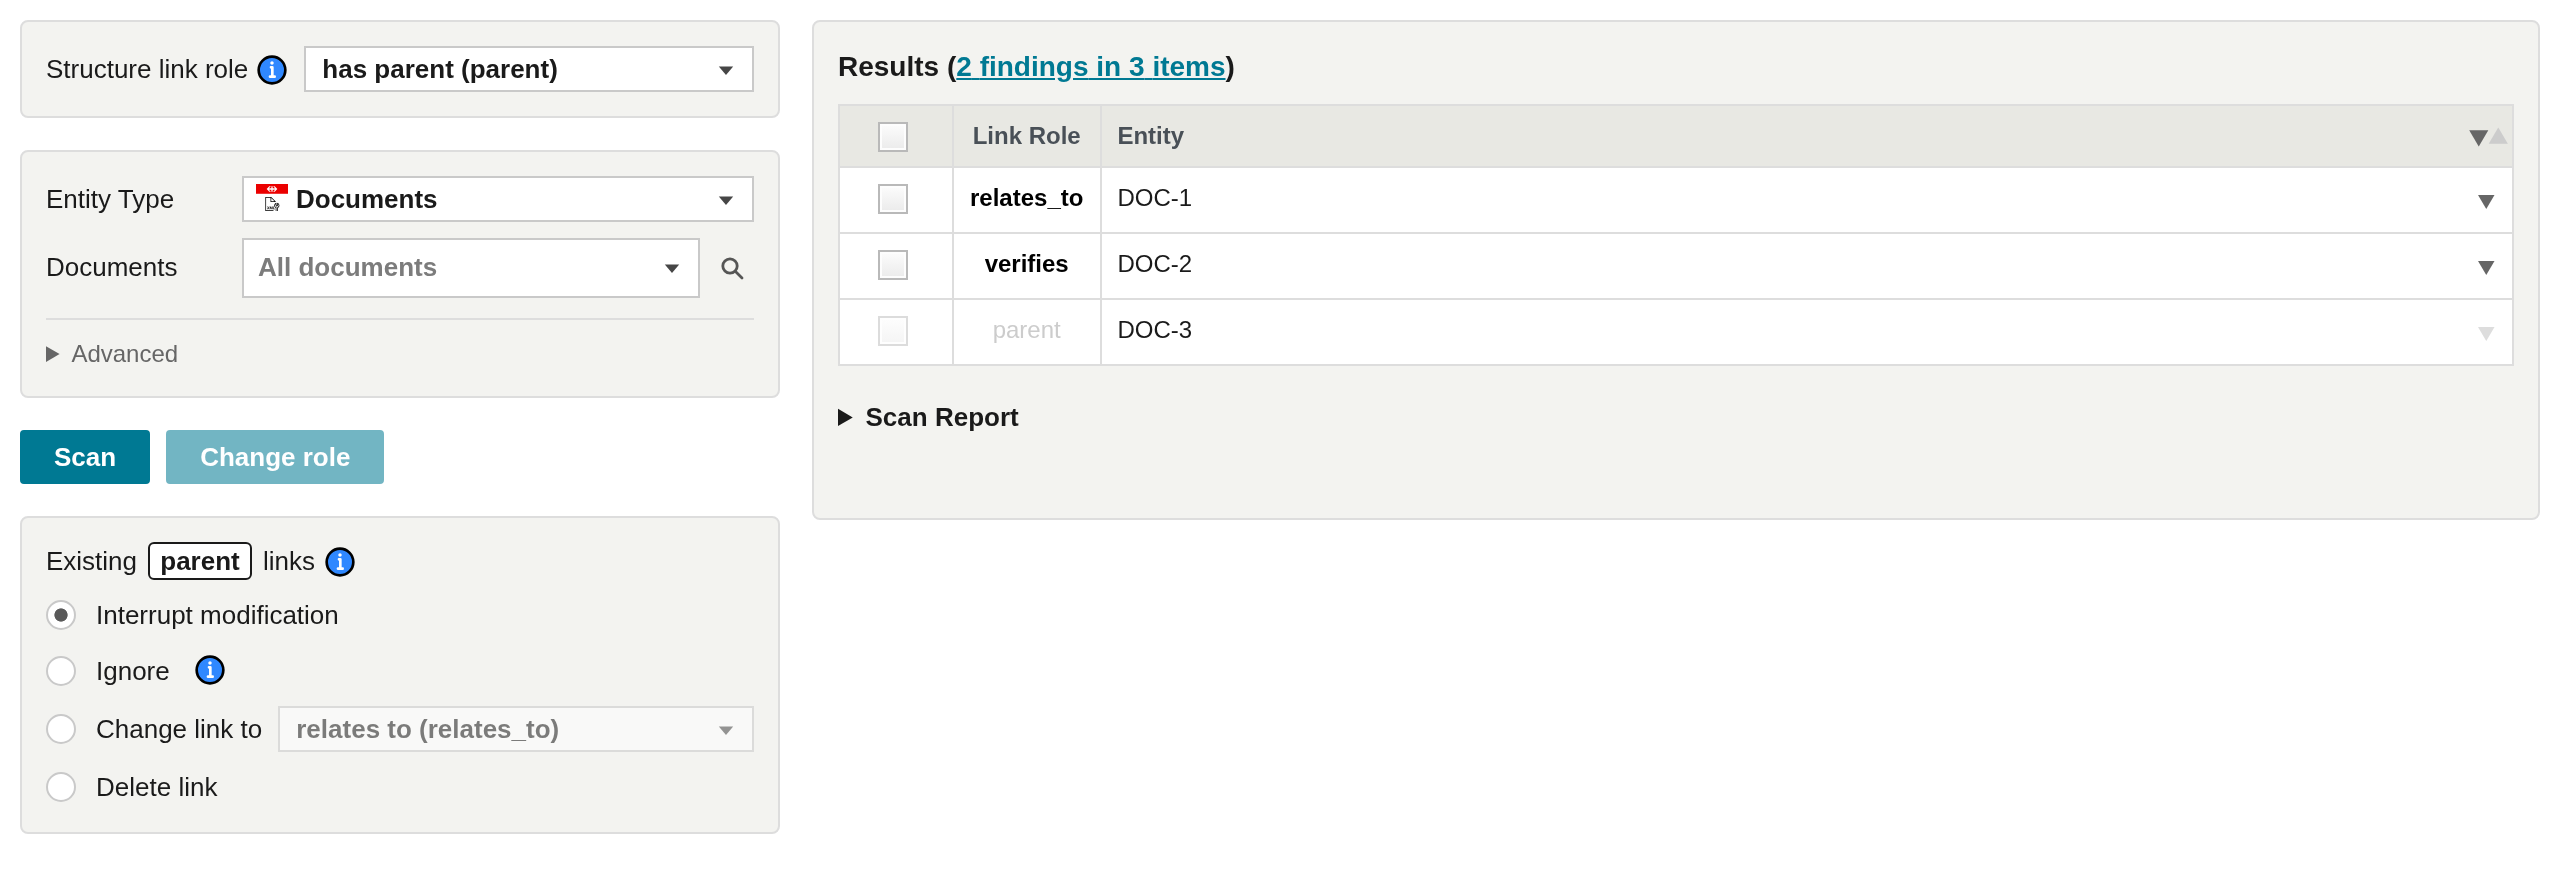 Structure link role has parent (parent)
Entity Type Documents
Documents All documents
Advanced
Scan Change role
Existing parent links
Interrupt modification
Ignore
Change link to relates to (relates_to)
Delete link
Results (2 findings in 3 items)
Link Role Entity
relates_to DOC-1
verifies DOC-2
parent DOC-3
Scan Report